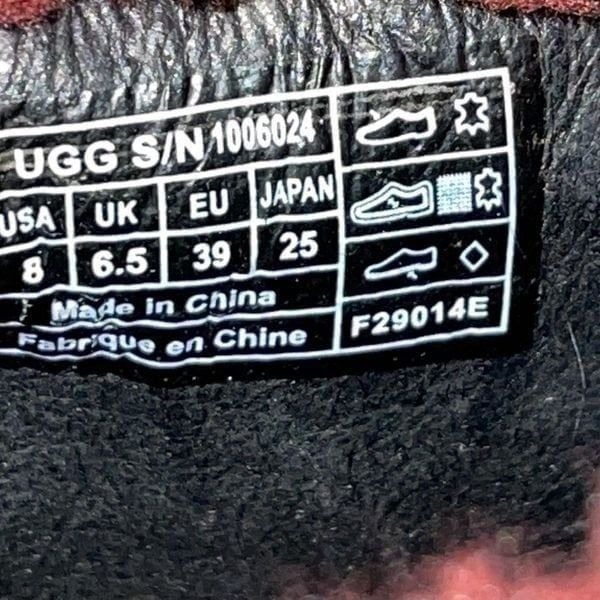 UGG S/N 1006024
USA UK EU JAPAN
8 6.5 39 25
Made in China
Fabrique en Chine
F29014E